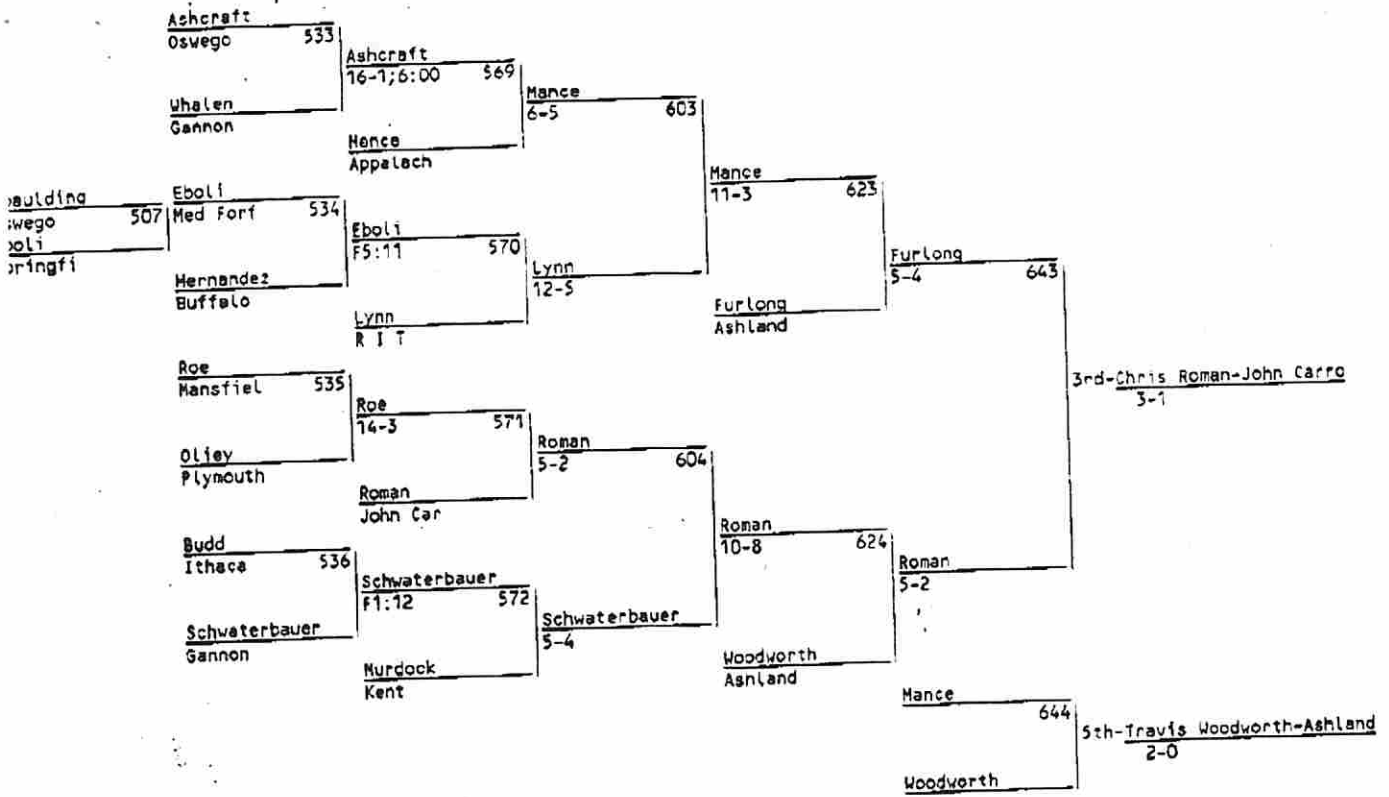 Ashcraft
Oswego 533
Whalen
Gannon
Ashcraft
16-1;6:00 569
Mance
Appalach
Mance
6-5 603
paulding
swego 507
boli
pringfi
Eboli
Med Forf 534
Hernandez
Buffalo
Eboli
F5:11 570
Lynn
R I T
Lynn
12-5
Mance
11-3 623
Furlong
Ashland
Furlong
5-4 643
Roe
Mansfiel 535
Oljey
Plymouth
Roe
14-3 571
Roman
John Car
Roman
5-2 604
Budd
Ithaca 536
Schwaterbauer
Gannon
Schwaterbauer
F1:12 572
Murdock
Kent
Schwaterbauer
5-4
Roman
10-8 624
Woodworth
Ashland
Roman
5-2
3rd-Chris Roman-John Carro
3-1
Mance
644
Woodworth
5th-Travis Woodworth-Ashland
2-0